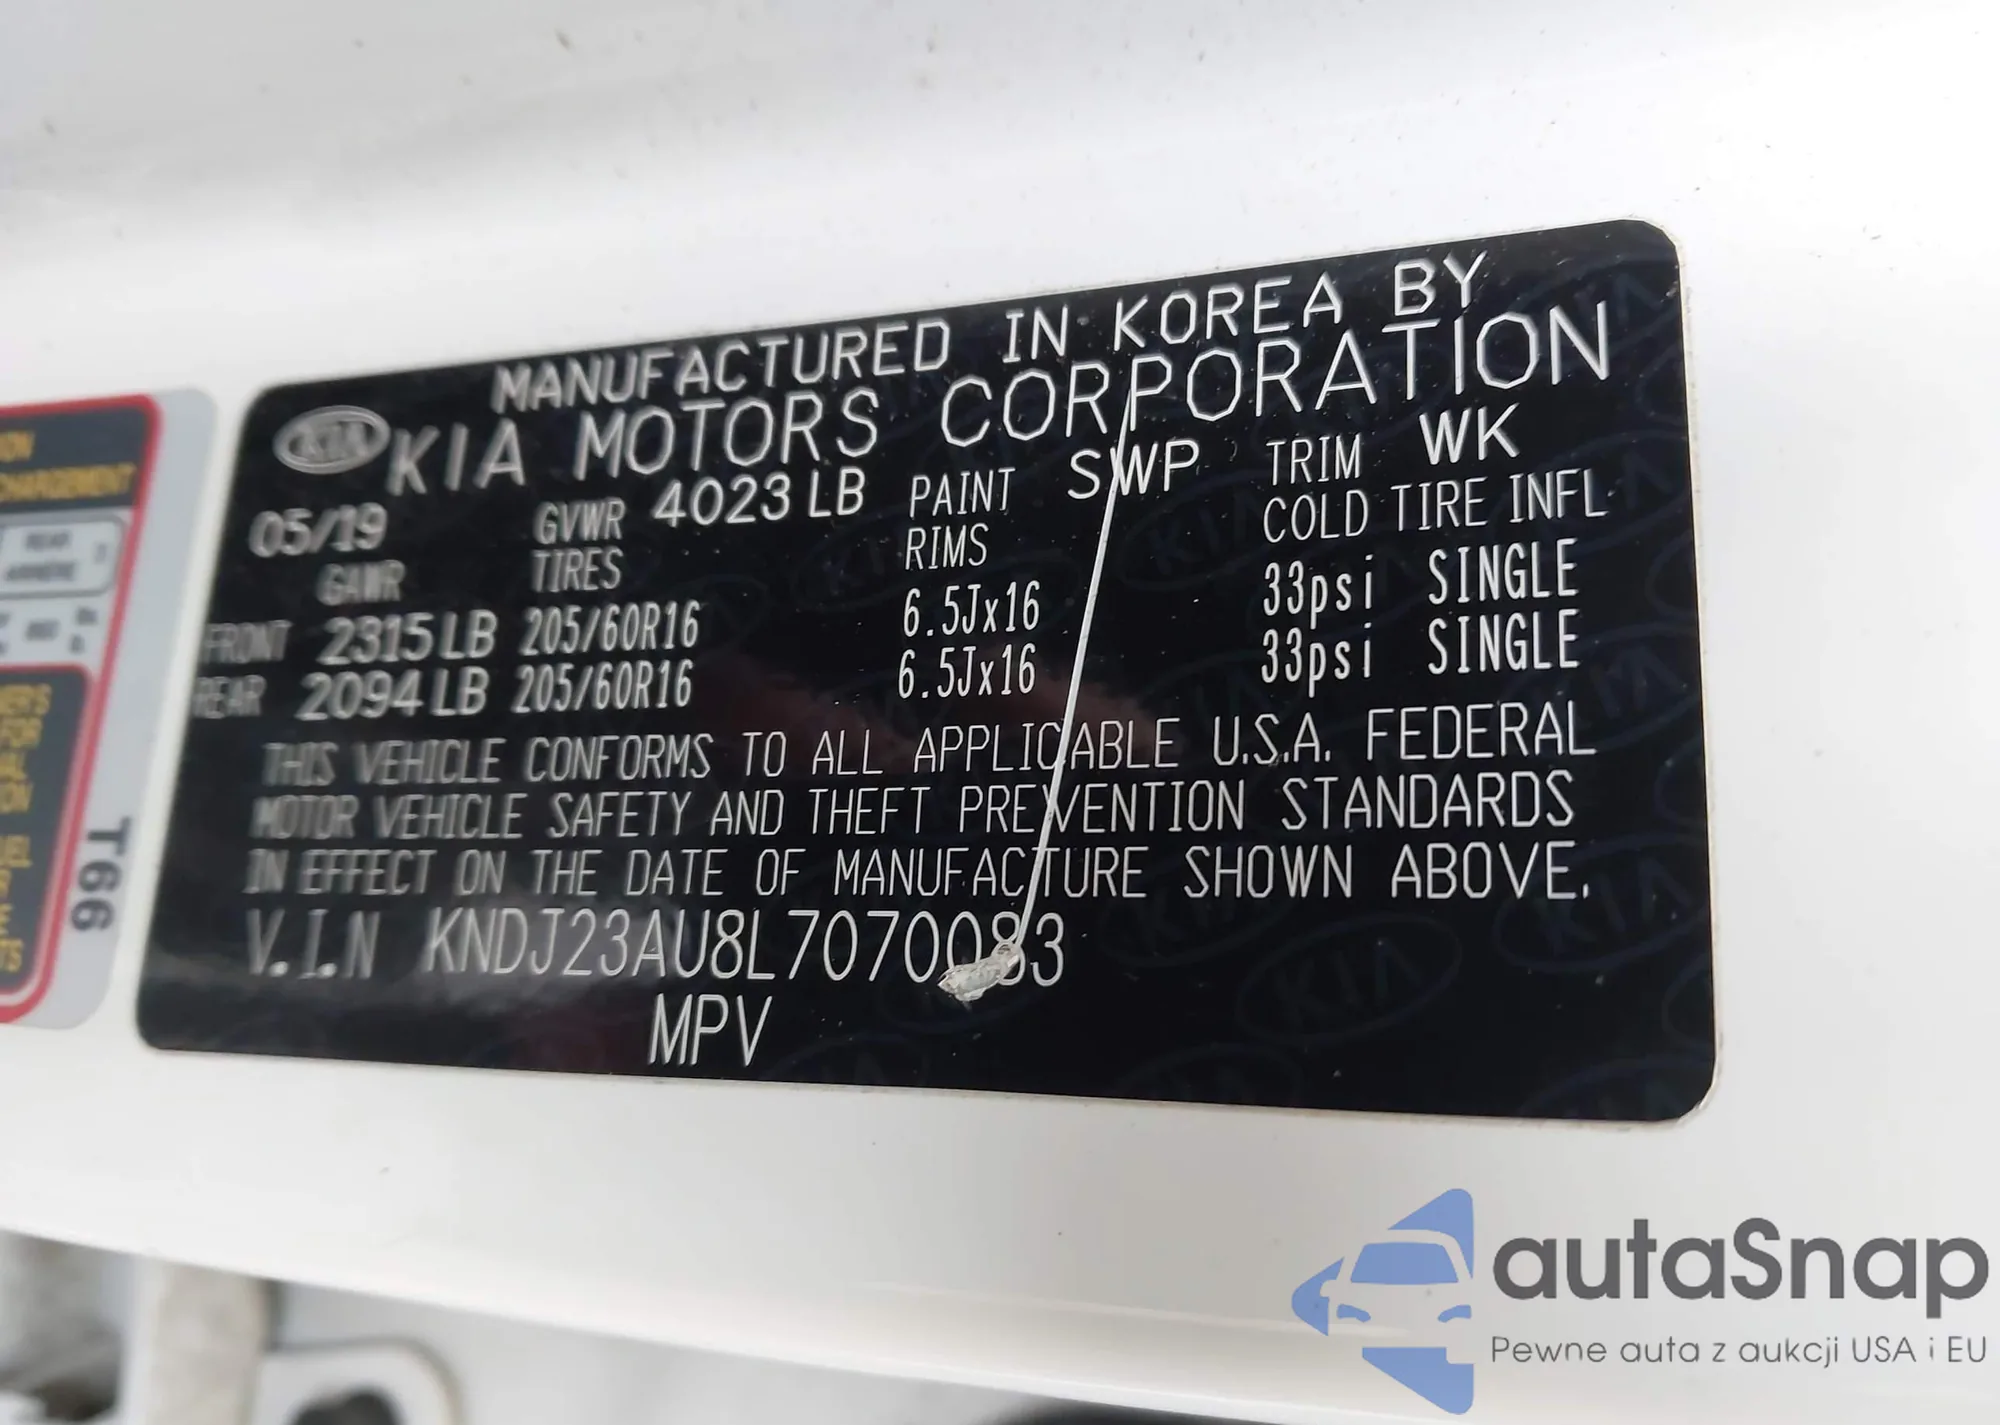 MANUFACTURED IN KOREA BY
KIA KIA MOTORS CORPORATION
05/19 GVWR 4023 LB PAINT SWP TRIM WK
GAWR TIRES RIMS COLD TIRE INFL.
FRONT 2315 LB 205/60R16 6.5Jx16 33psi SINGLE
REAR 2094 LB 205/60R16 6.5Jx16 33psi SINGLE
THIS VEHICLE CONFORMS TO ALL APPLICABLE U.S.A. FEDERAL
MOTOR VEHICLE SAFETY AND THEFT PREVENTION STANDARDS
IN EFFECT ON THE DATE OF MANUFACTURE SHOWN ABOVE.
V.I.N KNDJ23AU8L7070083
MPV
REAR
ARRIÈRE
T66
autaSnap
Pewne auta z aukcji USA i EU